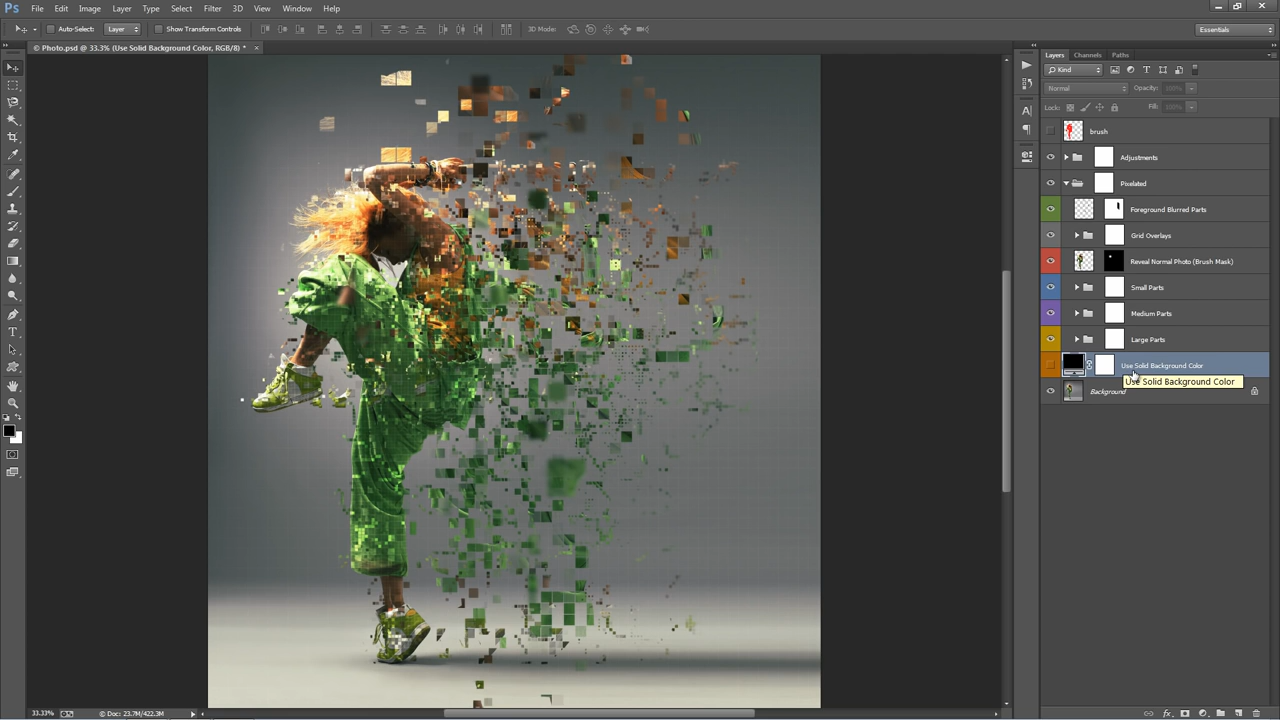 Ps File Edit Image Layer Type Select Filter 3D View Window Help
Auto-Select: Layer Show Transform Controls 3D Mode: Essentials
© Photo.psd @ 33.3% (Use Solid Background Color, RGB/8) * ×
Layers Channels Paths
Kind
Normal Opacity: 100%
Lock: Fill: 100%
brush
Adjustments
Pixelated
Foreground Blurred Parts
Grid Overlays
Reveal Normal Photo (Brush Mask)
Small Parts
Medium Parts
Large Parts
Use Solid Background Color
Use Solid Background Color
Background
33.33% © Doc: 23.7M/422.3M